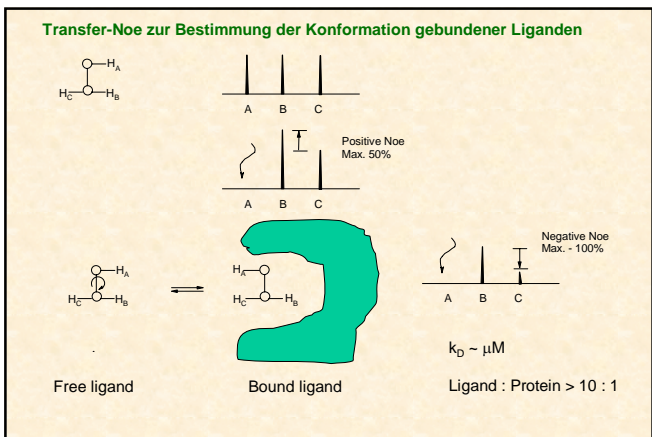 Transfer-Noe zur Bestimmung der Konformation gebundener Liganden
H_A
H_C H_B
A B C
Positive Noe
Max. 50%
A B C
Negative Noe
Max. - 100%
H_A
H_C H_B
H_A
H_C H_B
A B C
k_D ~ μM
Free ligand
Bound ligand
Ligand : Protein > 10 : 1